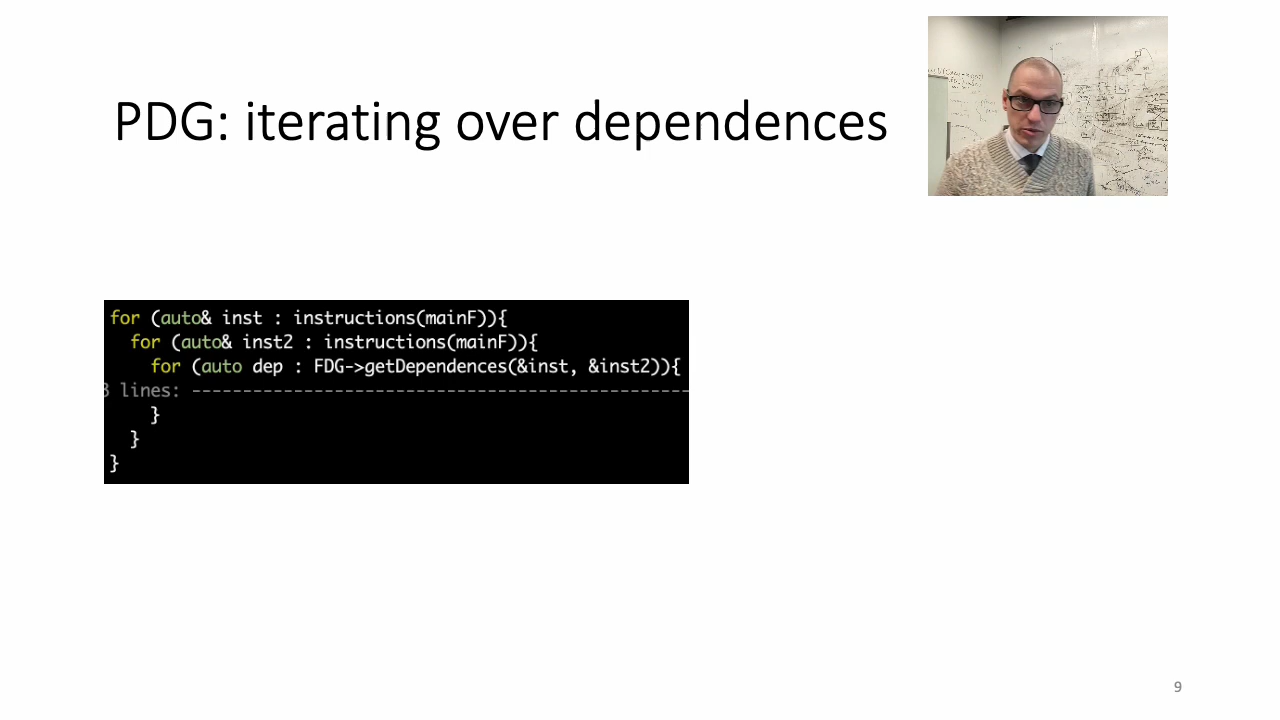 PDG: iterating over dependences
for (auto& inst : instructions(mainF)){
for (auto& inst2 : instructions(mainF)){
for (auto dep : FDG->getDependences(&inst, &inst2)){
3 lines: -------------------------------------------------
}
}
}
9